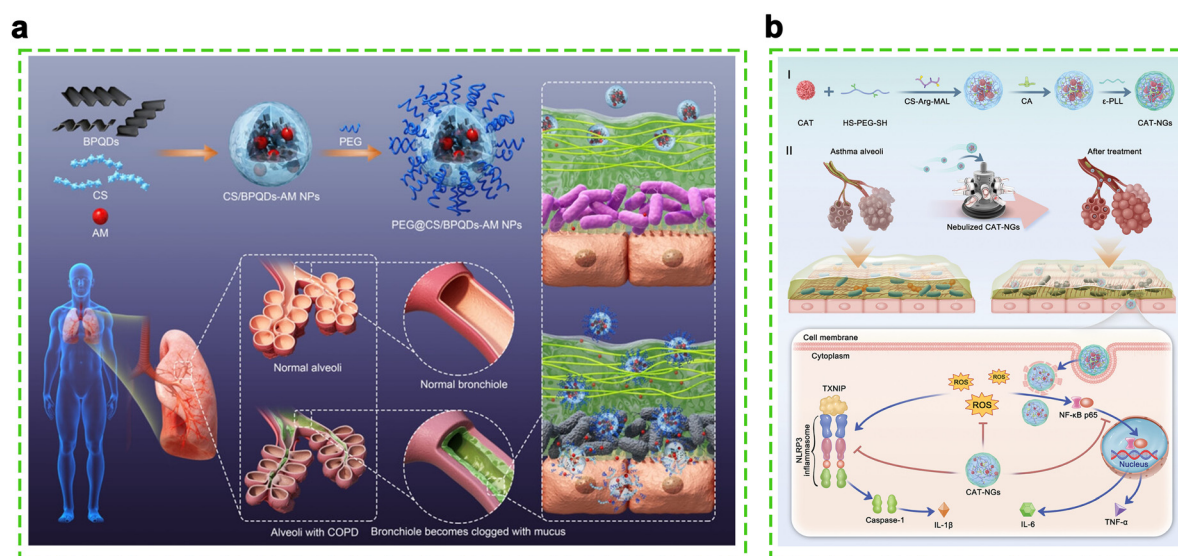 a
BPQDs
CS
AM
CS/BPQDs-AM NPs
PEG
PEG@CS/BPQDs-AM NPs
Normal alveoli
Normal bronchiole
Alveoli with COPD
Bronchiole becomes clogged with mucus
b
I
CAT
HS-PEG-SH
CS-Arg-MAL
CA
ε-PLL
CAT-NGs
II
Asthma alveoli
Nebulized CAT-NGs
After treatment
Cell membrane
Cytoplasm
TXNIP
NLRP3
inflammasome
ROS
ROS
ROS
NF-κB p65
Nucleus
CAT-NGs
Caspase-1
IL-1β
IL-6
TNF-α